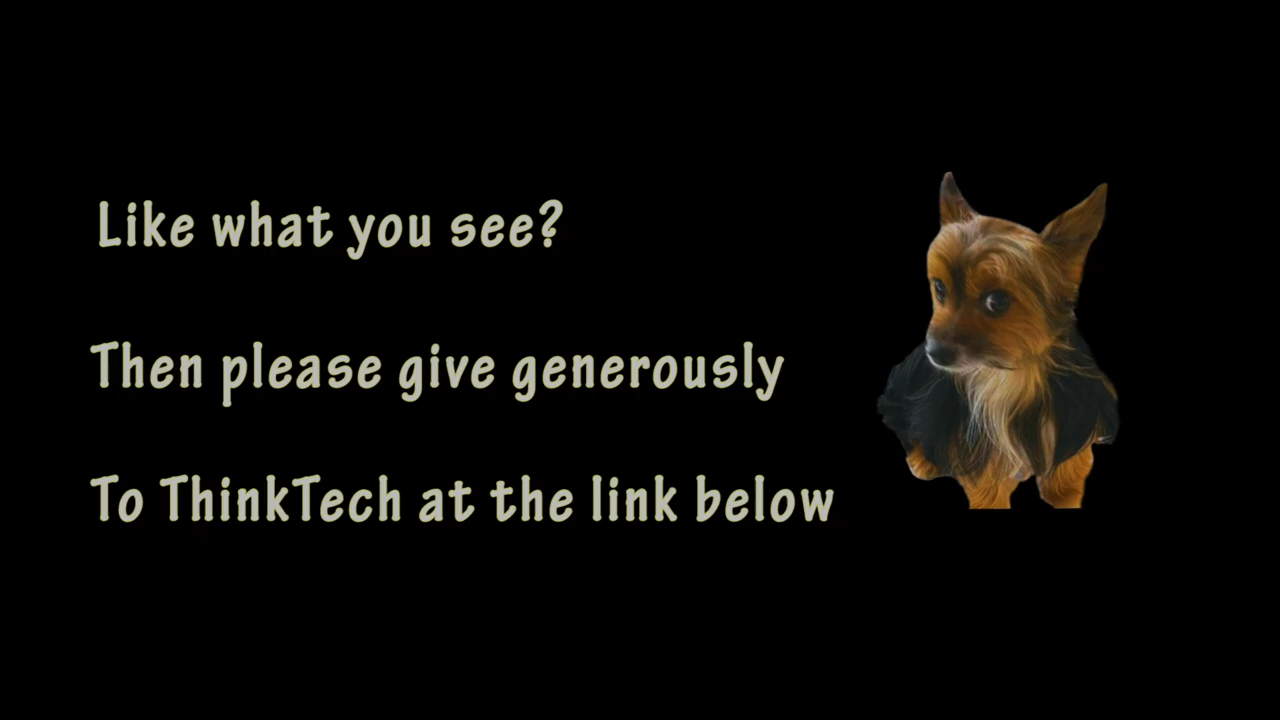 Like what you see?
Then please give generously
To ThinkTech at the link below